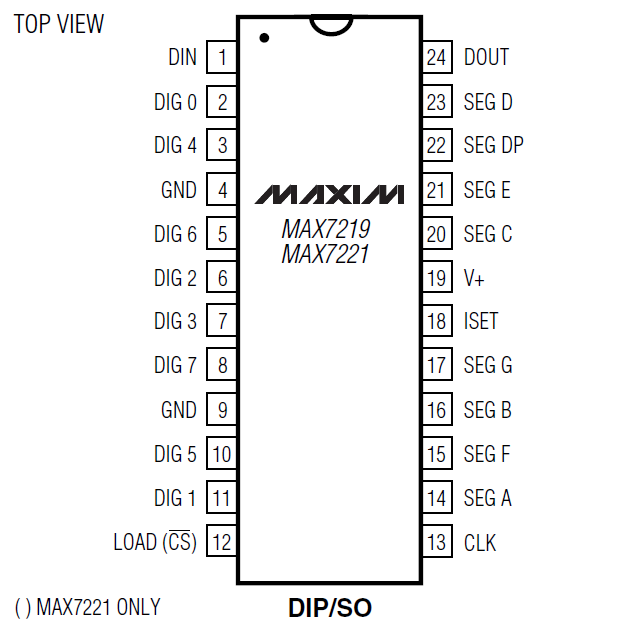 TOP VIEW
DIN 1 24 DOUT
DIG 0 2 23 SEG D
DIG 4 3 22 SEG DP
GND 4 21 SEG E
MAXIM
DIG 6 5 MAX7219 20 SEG C
MAX7221
DIG 2 6 19 V+
DIG 3 7 18 ISET
DIG 7 8 17 SEG G
GND 9 16 SEG B
DIG 5 10 15 SEG F
DIG 1 11 14 SEG A
LOAD (C̅S̅) 12 13 CLK
( ) MAX7221 ONLY DIP/SO